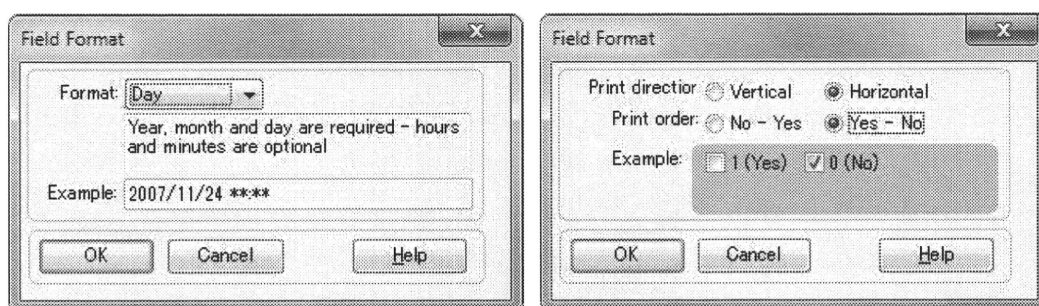 Field Format
Format: Day
Year, month and day are required - hours
and minutes are optional
Example: 2007/11/24 **:**
OK Cancel Help
Field Format
Print direction Vertical Horizontal
Print order: No - Yes Yes - No
Example: 1 (Yes) 0 (No)
OK Cancel Help